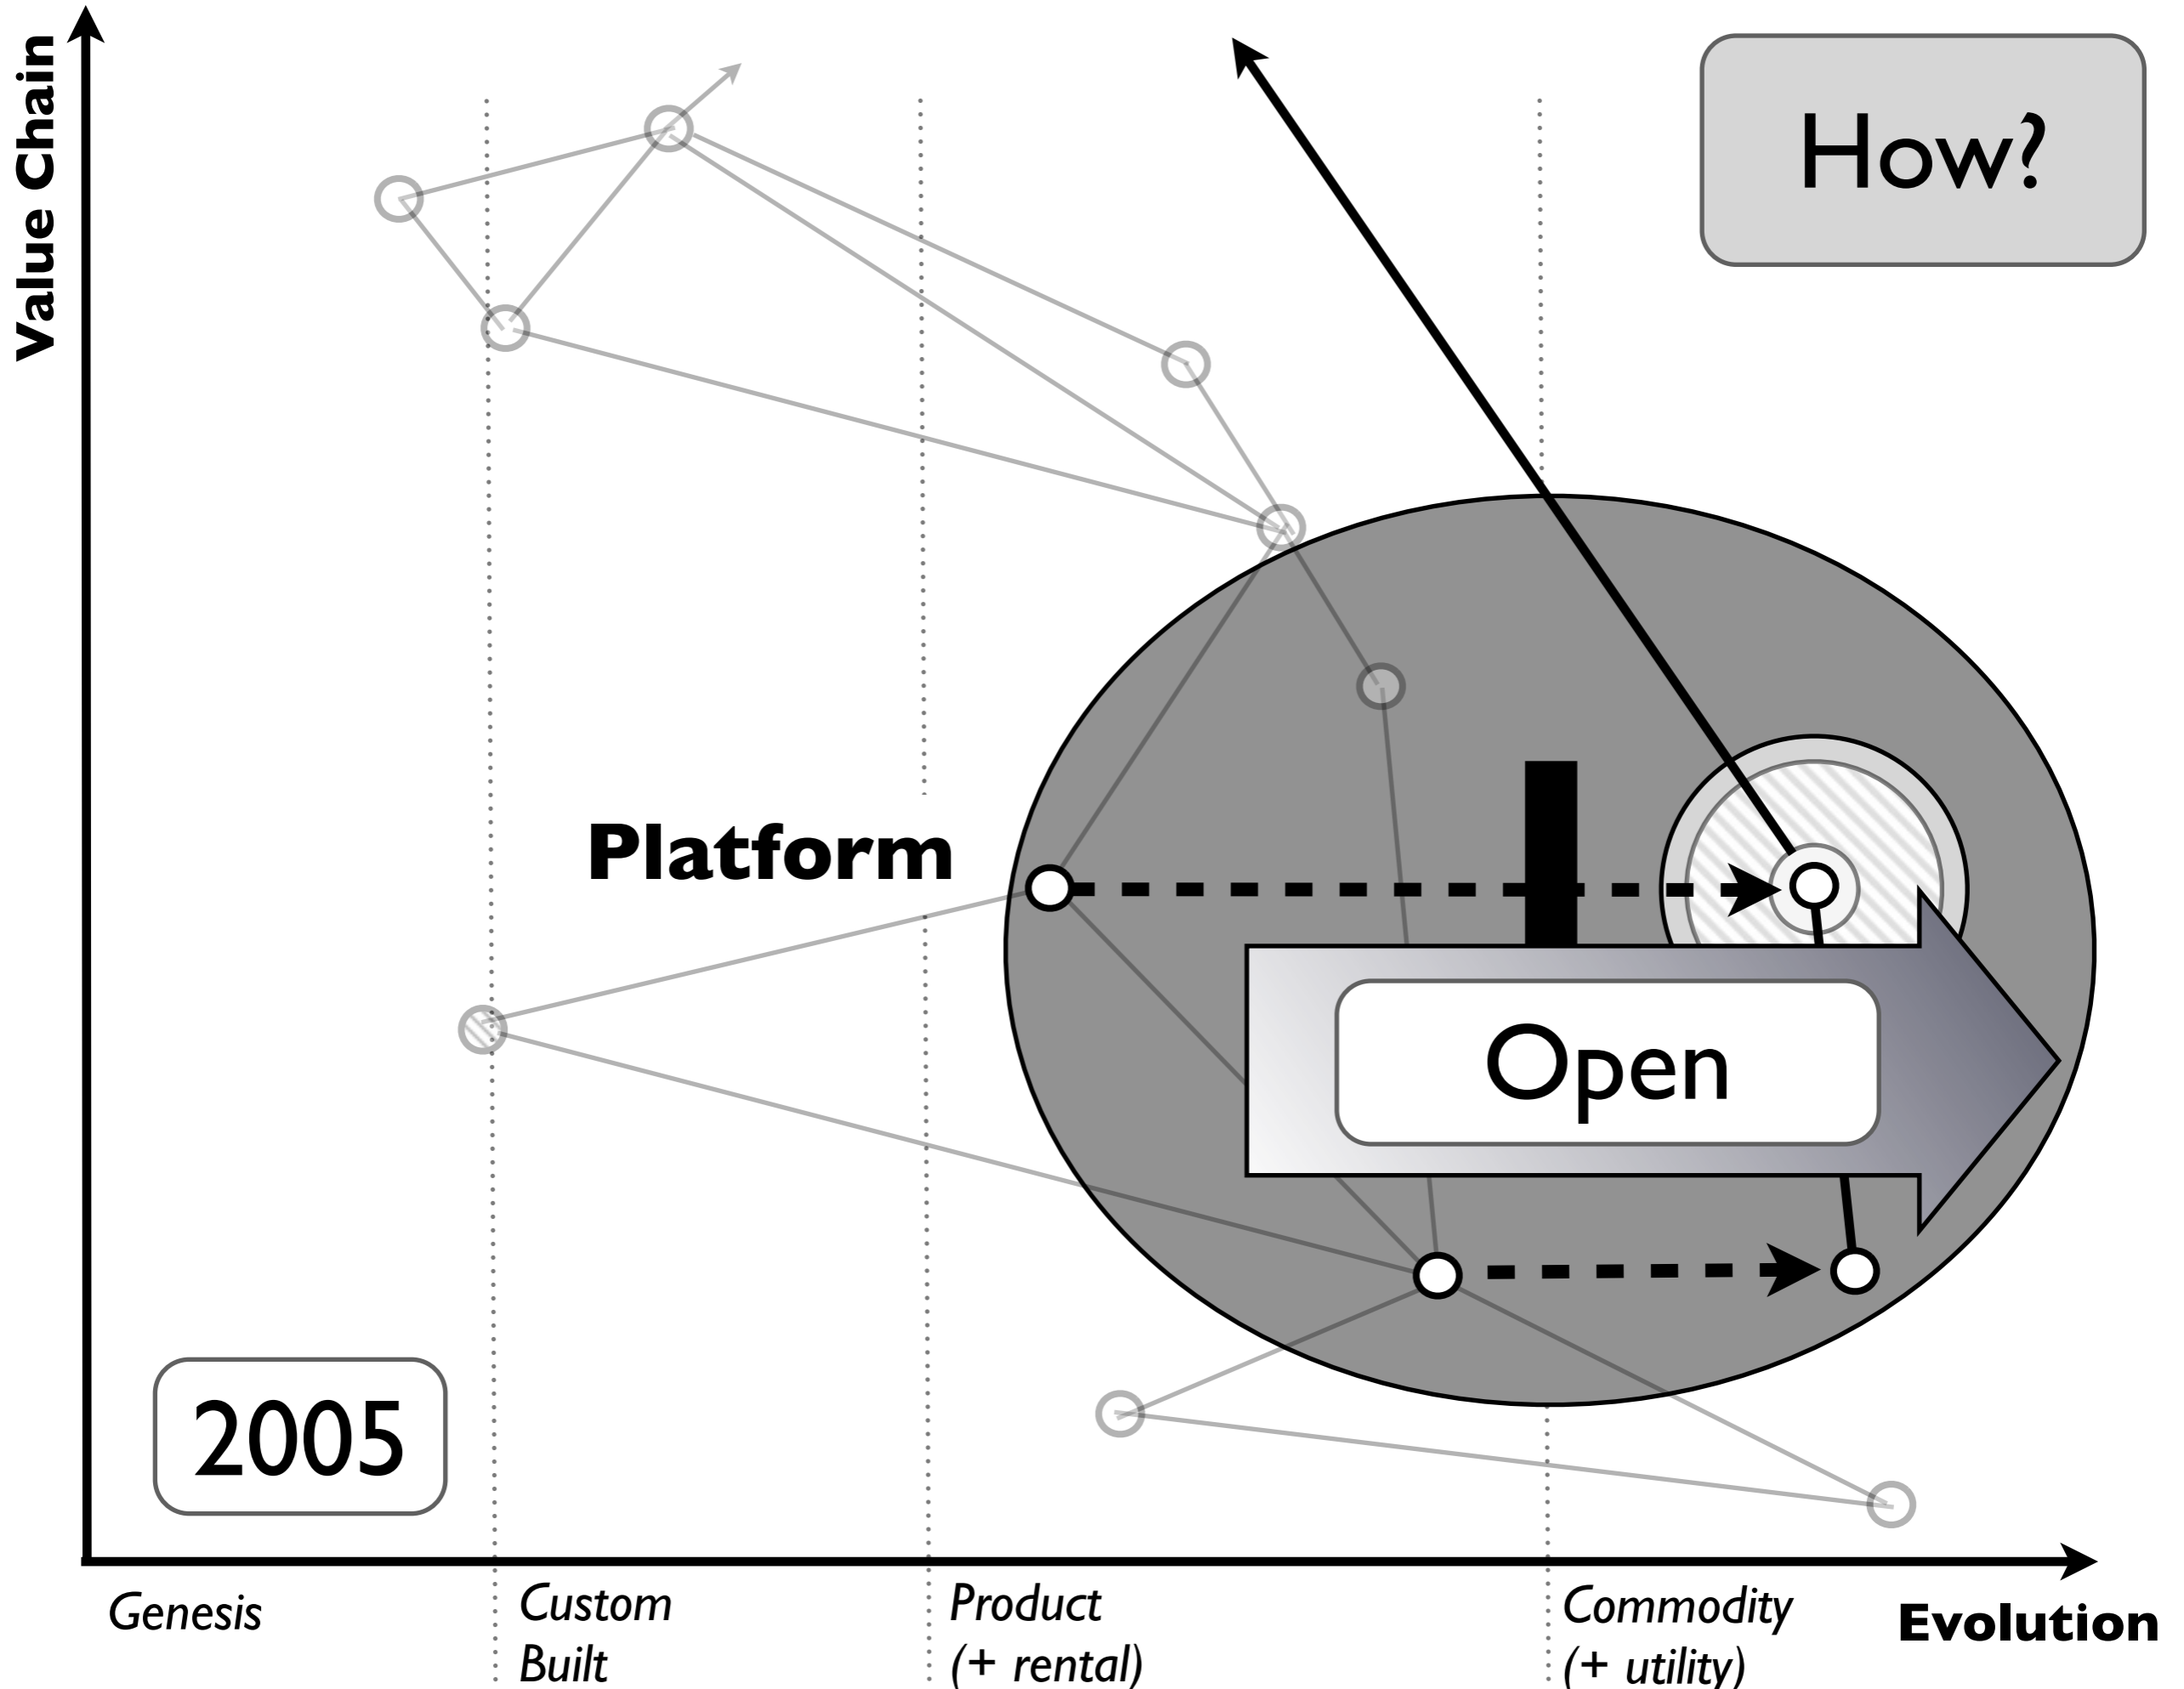 Value Chain
How?
Platform
Open
2005
Genesis
Custom
Built
Product
(+ rental)
Commodity
(+ utility)
Evolution